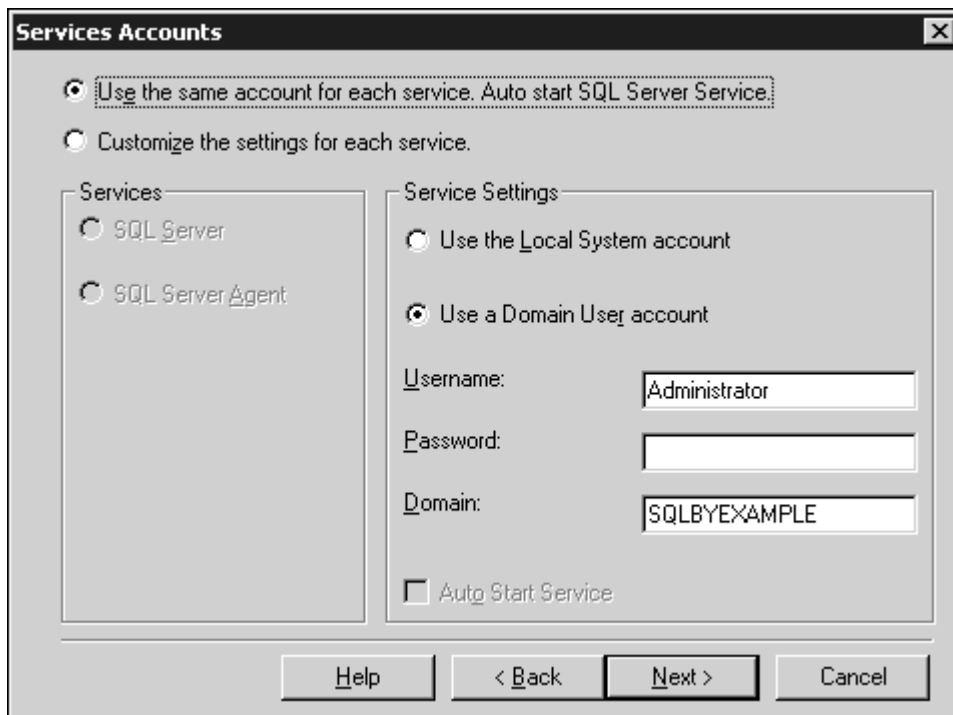 Services Accounts
Use the same account for each service. Auto start SQL Server Service.
Customize the settings for each service.
Services
SQL Server
SQL Server Agent
Service Settings
Use the Local System account
Use a Domain User account
Username:
Administrator
Password:
Domain:
SQLBYEXAMPLE
Auto Start Service
Help
< Back
Next >
Cancel